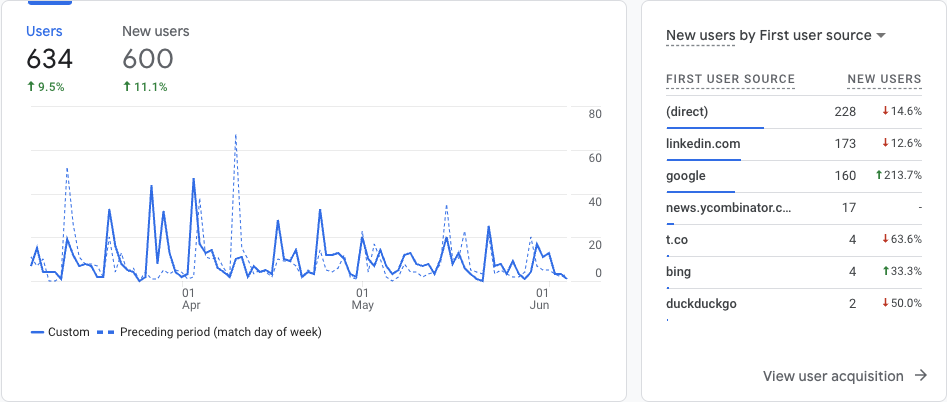 Users
634
↑ 9.5%
New users
600
↑ 11.1%
80
60
40
20
0
01
Apr
01
May
01
Jun
Custom
Preceding period (match day of week)
New users by First user source
FIRST USER SOURCE NEW USERS
(direct) 228 ↓ 14.6%
linkedin.com 173 ↓ 12.6%
google 160 ↑ 213.7%
news.ycombinator.c... 17 -
t.co 4 ↓ 63.6%
bing 4 ↑ 33.3%
duckduckgo 2 ↓ 50.0%
View user acquisition →